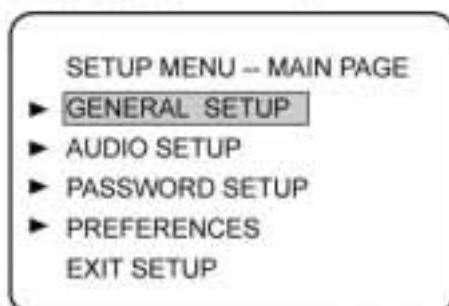 SETUP MENU -- MAIN PAGE
GENERAL SETUP
AUDIO SETUP
PASSWORD SETUP
PREFERENCES
EXIT SETUP